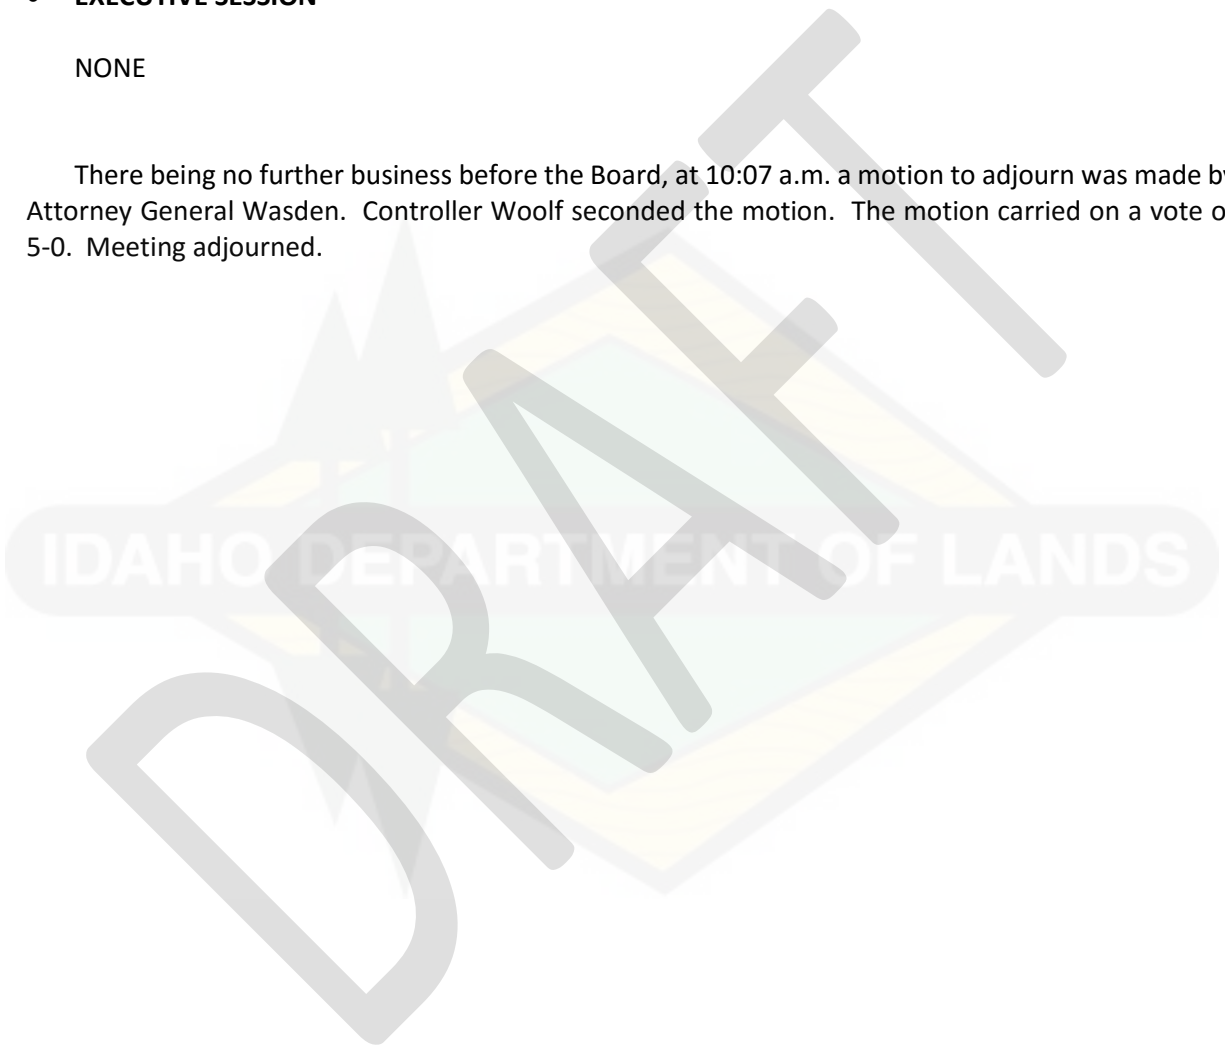 • EXECUTIVE SESSION
NONE
There being no further business before the Board, at 10:07 a.m. a motion to adjourn was made by
Attorney General Wasden. Controller Woolf seconded the motion. The motion carried on a vote o
5-0. Meeting adjourned.
IDAHO DEPARTMENT OF LANDS
DRAFT